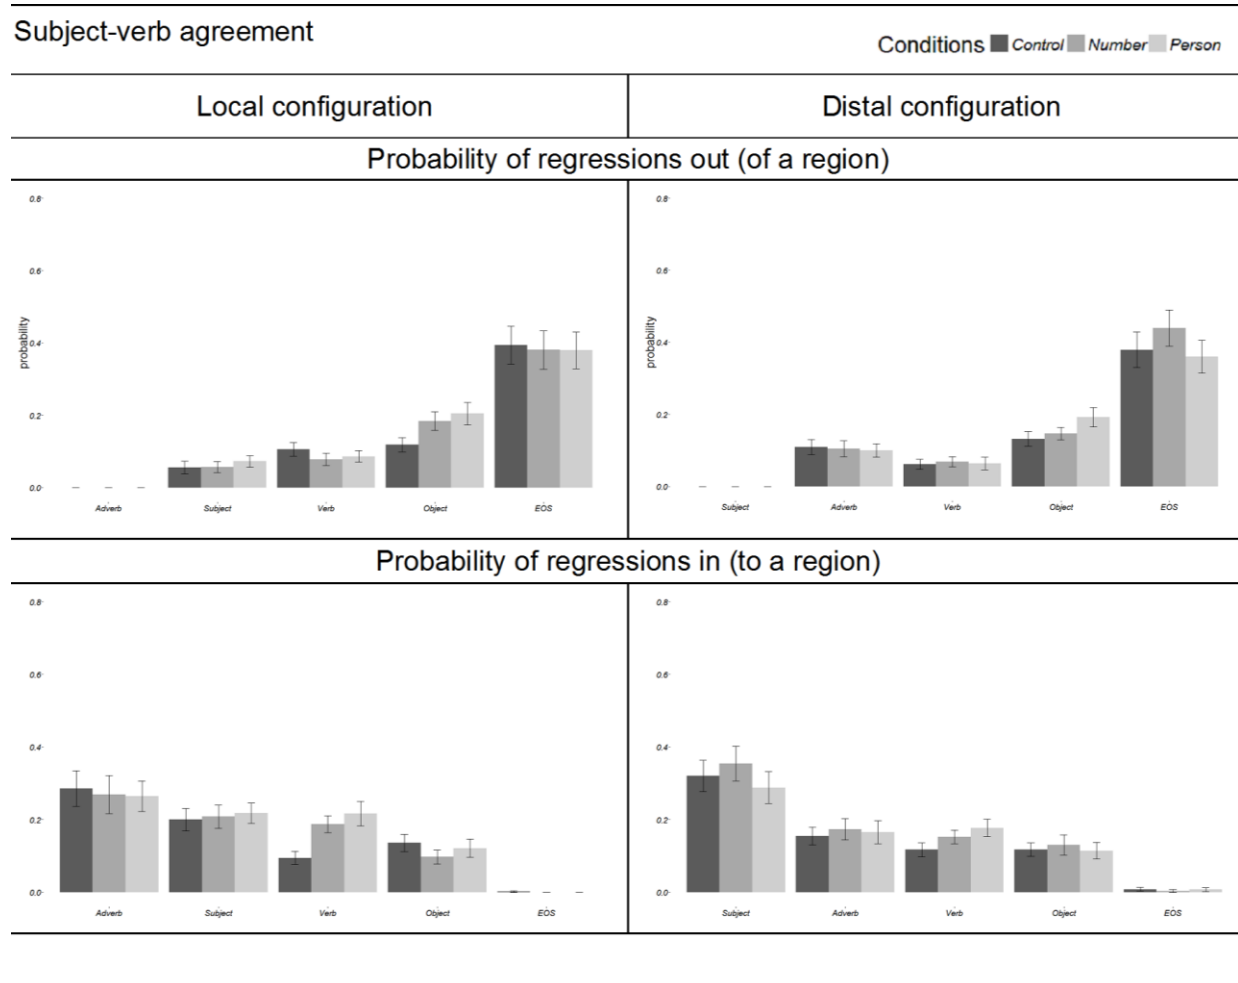 Subject-verb agreement
Conditions Control Number Person
Local configuration
Distal configuration
Probability of regressions out (of a region)
0.8
0.6
0.4
0.2
0.0
probability
Adverb Subject Verb Object EOS
0.8
0.6
0.4
0.2
0.0
probability
Subject Adverb Verb Object EOS
Probability of regressions in (to a region)
0.8
0.6
0.4
0.2
0.0
Adverb Subject Verb Object EOS
0.8
0.6
0.4
0.2
0.0
Subject Adverb Verb Object EOS